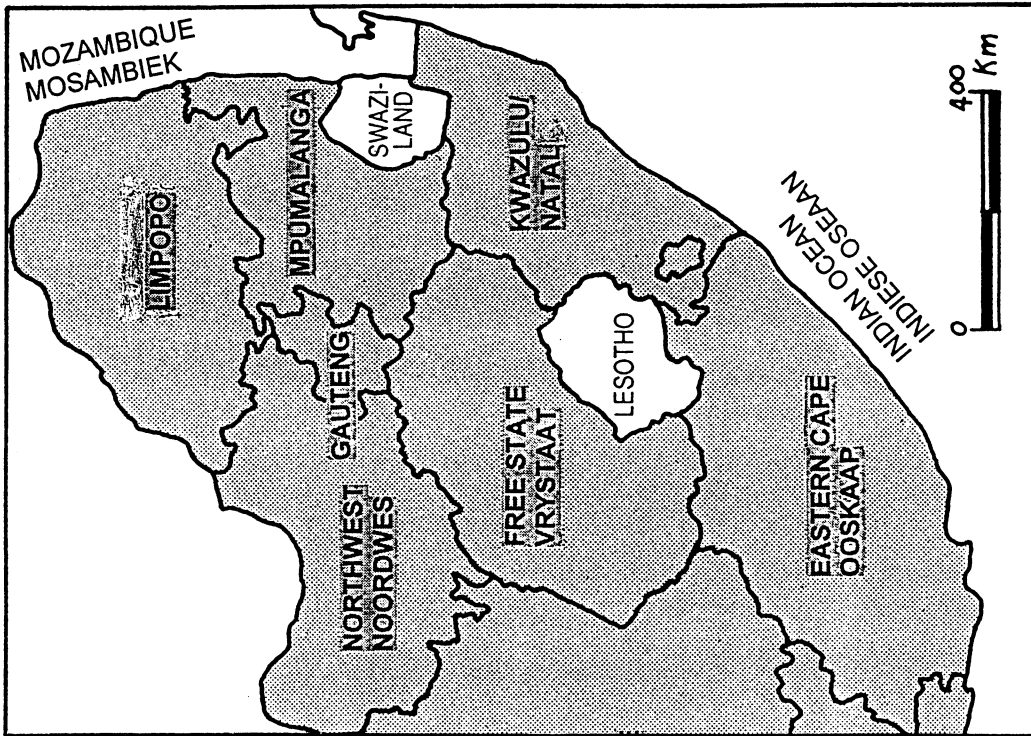 MOZAMBIQUE
MOSAMBIEK
LIMPOPO
MPUMALANGA
SWAZI-
LAND
GAUTENG
NORTHWEST
NOORDWES
FREE STATE
VRYSTAAT
KWAZULU/
NATAL
LESOTHO
EASTERN CAPE
OOSKAAP
INDIAN OCEAN
INDIESE OSEAAN
0
400
Km